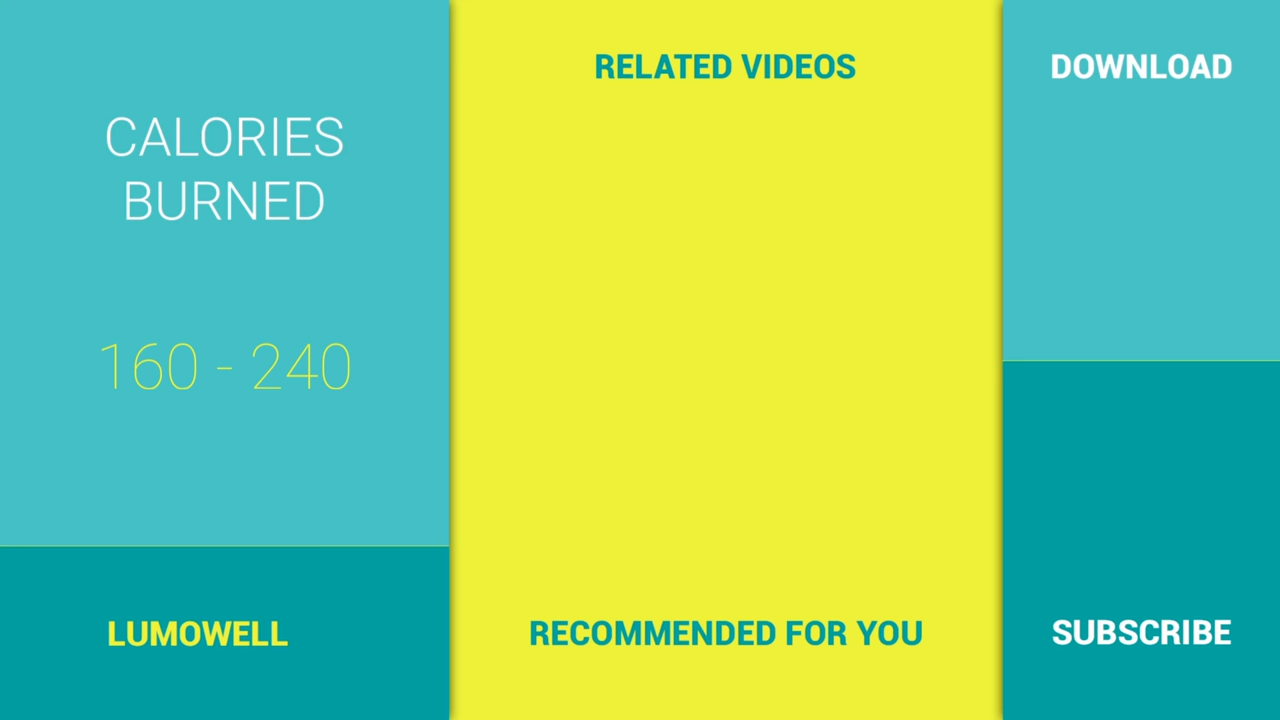 CALORIES
BURNED
160 - 240
LUMOWELL
RELATED VIDEOS
RECOMMENDED FOR YOU
DOWNLOAD
SUBSCRIBE